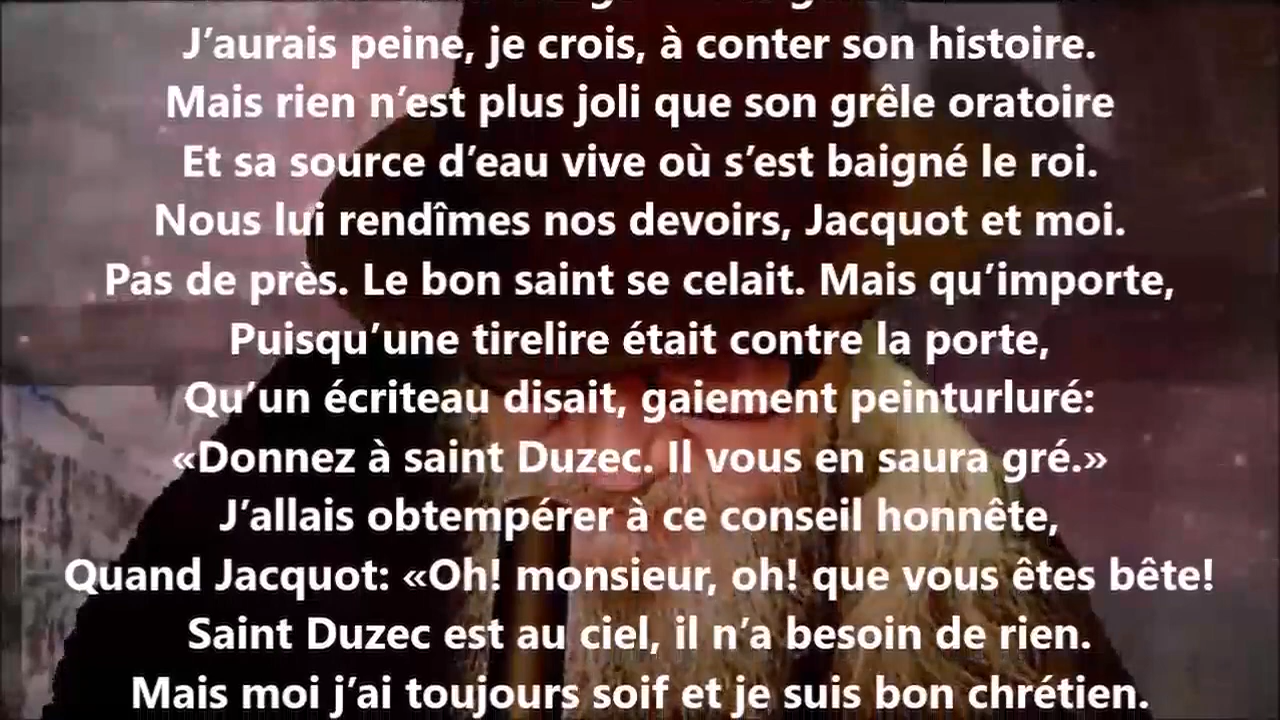 J’aurais peine, je crois, à conter son histoire.
Mais rien n’est plus joli que son grêle oratoire
Et sa source d’eau vive où s’est baigné le roi.
Nous lui rendîmes nos devoirs, Jacquot et moi.
Pas de près. Le bon saint se celait. Mais qu’importe,
Puisqu’une tirelire était contre la porte,
Qu’un écriteau disait, gaiement peinturluré:
«Donnez à saint Duzec. Il vous en saura gré.»
J’allais obtempérer à ce conseil honnête,
Quand Jacquot: «Oh! monsieur, oh! que vous êtes bête!
Saint Duzec est au ciel, il n’a besoin de rien.
Mais moi j’ai toujours soif et je suis bon chrétien.